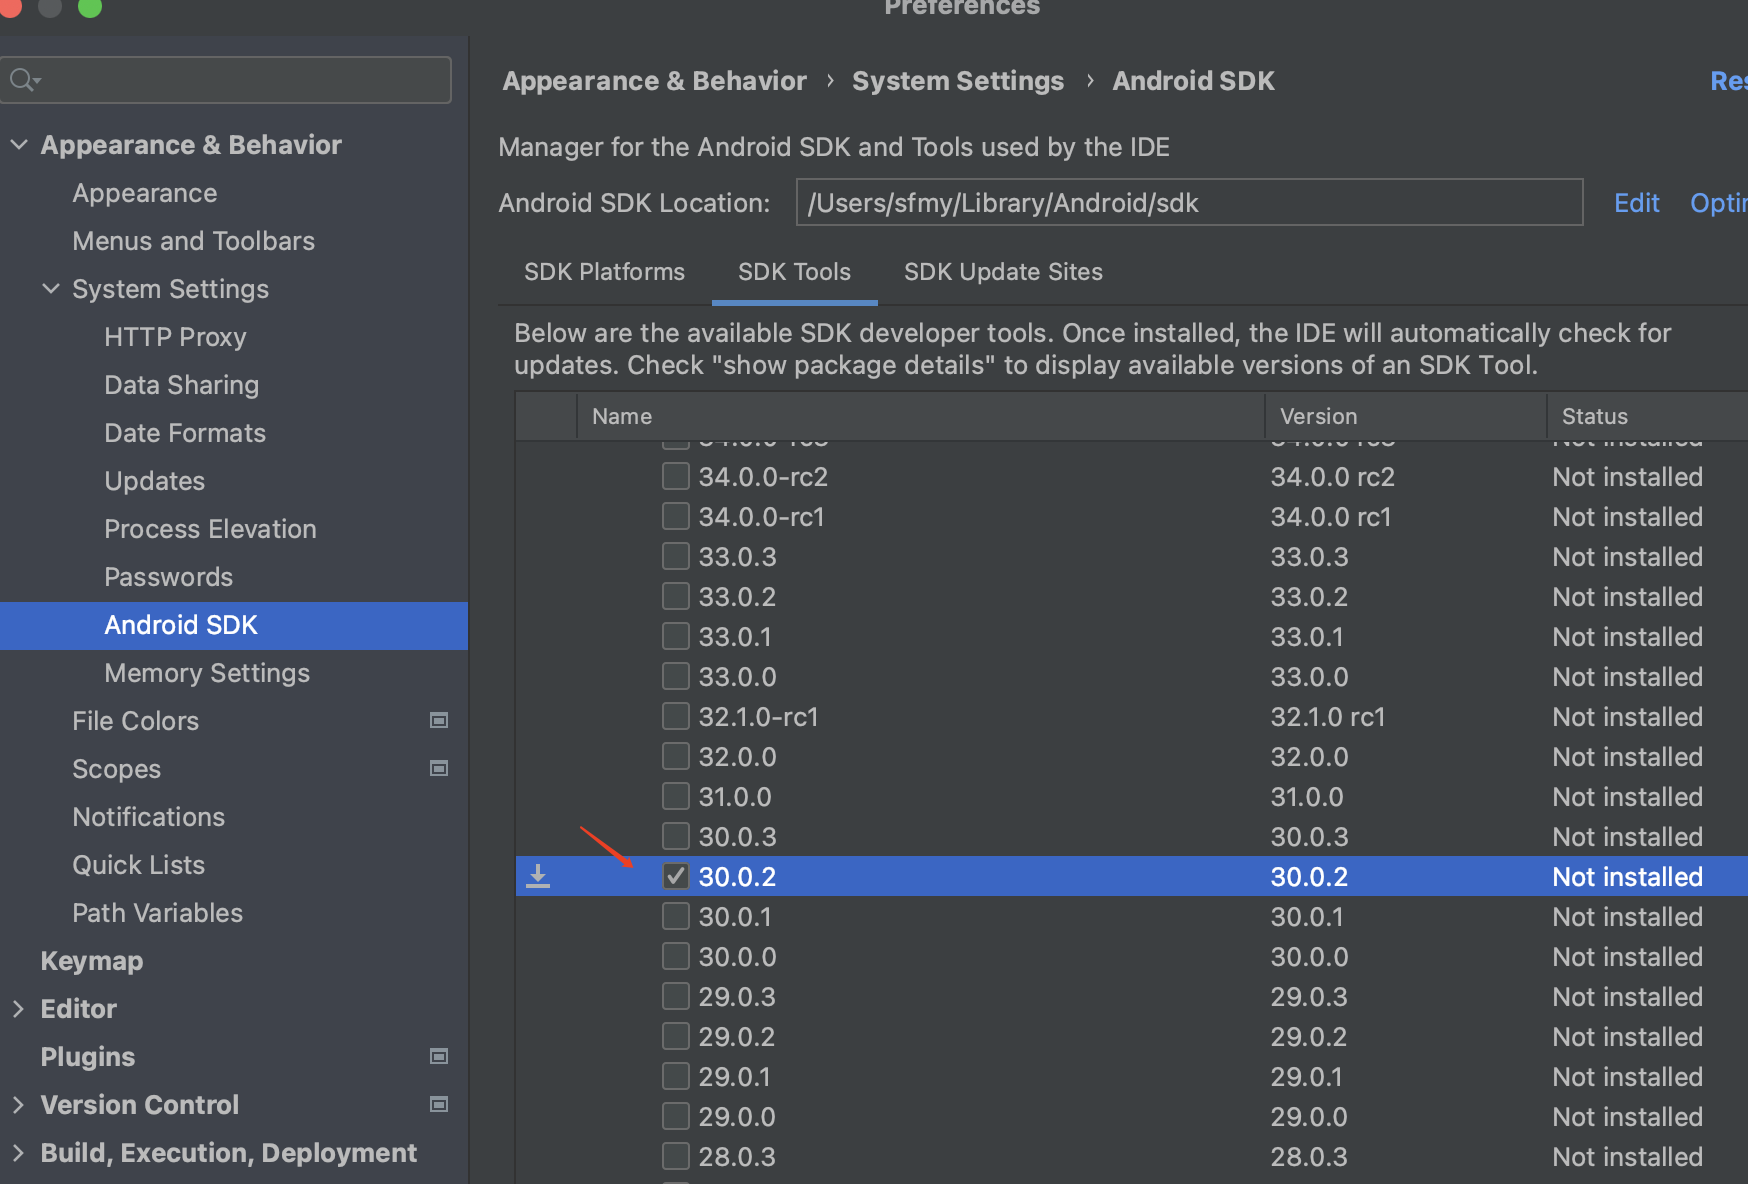 Preferences
Appearance & Behavior
Appearance
Menus and Toolbars
System Settings
HTTP Proxy
Data Sharing
Date Formats
Updates
Process Elevation
Passwords
Android SDK
Memory Settings
File Colors
Scopes
Notifications
Quick Lists
Path Variables
Keymap
Editor
Plugins
Version Control
Build, Execution, Deployment
Appearance & Behavior › System Settings › Android SDK
Manager for the Android SDK and Tools used by the IDE
Android SDK Location: /Users/sfmy/Library/Android/sdk Edit
SDK Platforms SDK Tools SDK Update Sites
Below are the available SDK developer tools. Once installed, the IDE will automatically check for
updates. Check "show package details" to display available versions of an SDK Tool.
Name Version Status
34.0.0-rc2 34.0.0 rc2 Not installed
34.0.0-rc1 34.0.0 rc1 Not installed
33.0.3 33.0.3 Not installed
33.0.2 33.0.2 Not installed
33.0.1 33.0.1 Not installed
33.0.0 33.0.0 Not installed
32.1.0-rc1 32.1.0 rc1 Not installed
32.0.0 32.0.0 Not installed
31.0.0 31.0.0 Not installed
30.0.3 30.0.3 Not installed
30.0.2 30.0.2 Not installed
30.0.1 30.0.1 Not installed
30.0.0 30.0.0 Not installed
29.0.3 29.0.3 Not installed
29.0.2 29.0.2 Not installed
29.0.1 29.0.1 Not installed
29.0.0 29.0.0 Not installed
28.0.3 28.0.3 Not installed